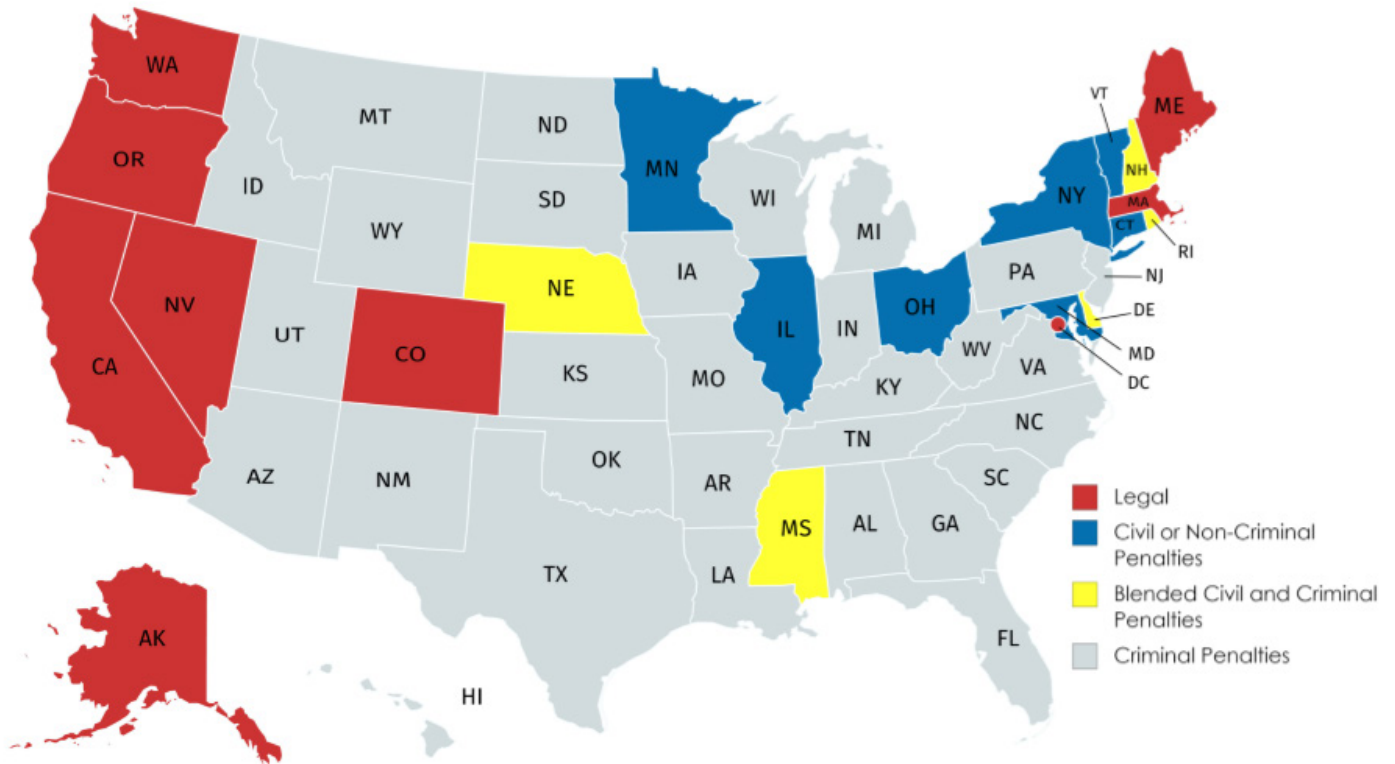 WA
MT
ND
MN
VT
ME
OR
ID
SD
WI
NH
NY
MA
WY
MI
CT
RI
IA
PA
NJ
NE
NV
UT
CO
IL
IN
OH
DE
WV
MD
VA
DC
CA
KS
MO
KY
NC
TN
AZ
NM
OK
AR
SC
MS
AL
GA
TX
LA
FL
AK
HI
Legal
Civil or Non-Criminal
Penalties
Blended Civil and Criminal
Penalties
Criminal Penalties